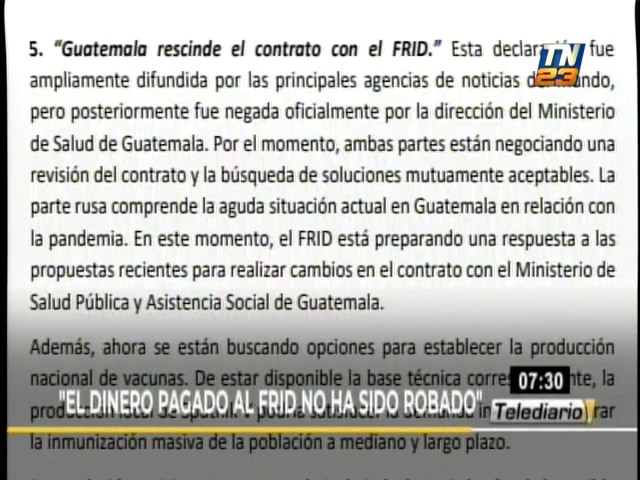 5. "Guatemala rescinde el contrato con el FRID." Esta fue
TN
23
ampliamente difundida por las principales agencias de noticias
pero posteriormente fue negada oficialmente por la dirección del Ministerio
de Salud de Guatemala. Por el momento, ambas partes están negociando una
revisión del contrato y la búsqueda de soluciones mutuamente aceptables. La
parte rusa comprende la aguda situación actual en Guatemala en relación con
la pandemia. En este momento, el FRID está preparando una respuesta a las
propuestas recientes para realizar cambios en el contrato con el Ministerio de
Salud Pública y Asistencia Social de Guatemala.
Además, ahora se están buscando opciones para establecer la producción
nacional de vacunas. De estar disponible la base técnica la
07:30
"EL DINERO PAGADO AL FRID NO HA SIDO ROBADO"
Telediario
la inmunización masiva de la población a mediano y largo plazo.